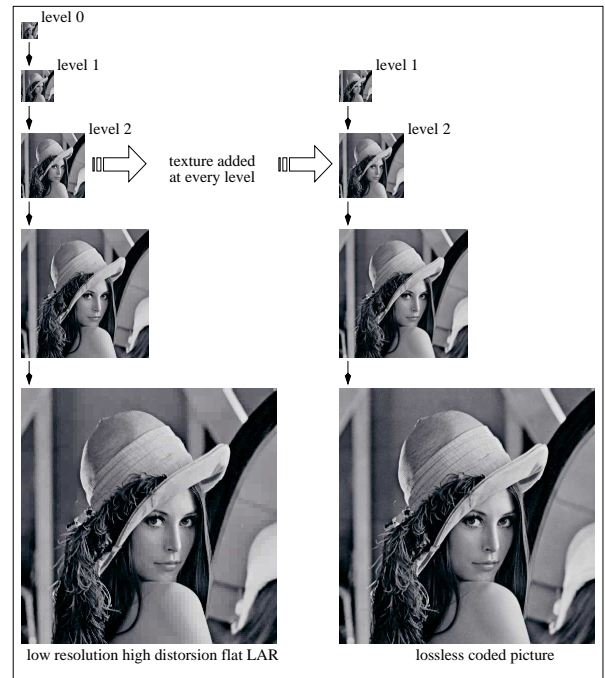 level 0
level 1
level 1
level 2
level 2
texture added
at every level
low resolution high distorsion flat LAR
lossless coded picture